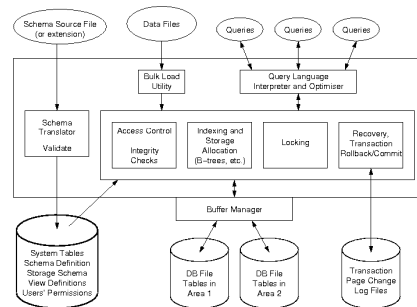 Schema Source File
(or extension)
Data Files
Queries
Queries
Queries
Bulk Load
Utility
Query Language
Interpreter and Optimiser
Schema
Translator
Validate
Access Control
Integrity
Checks
Indexing and
Storage
Allocation
(B-trees, etc.)
Locking
Recovery,
Transaction
Rollback/Commit
Buffer Manager
System Tables
Schema Definition
Storage Schema
View Definitions
Users' Permissions
DB File
Tables in
Area 1
DB File
Tables in
Area 2
Transaction
Page Change
Log Files